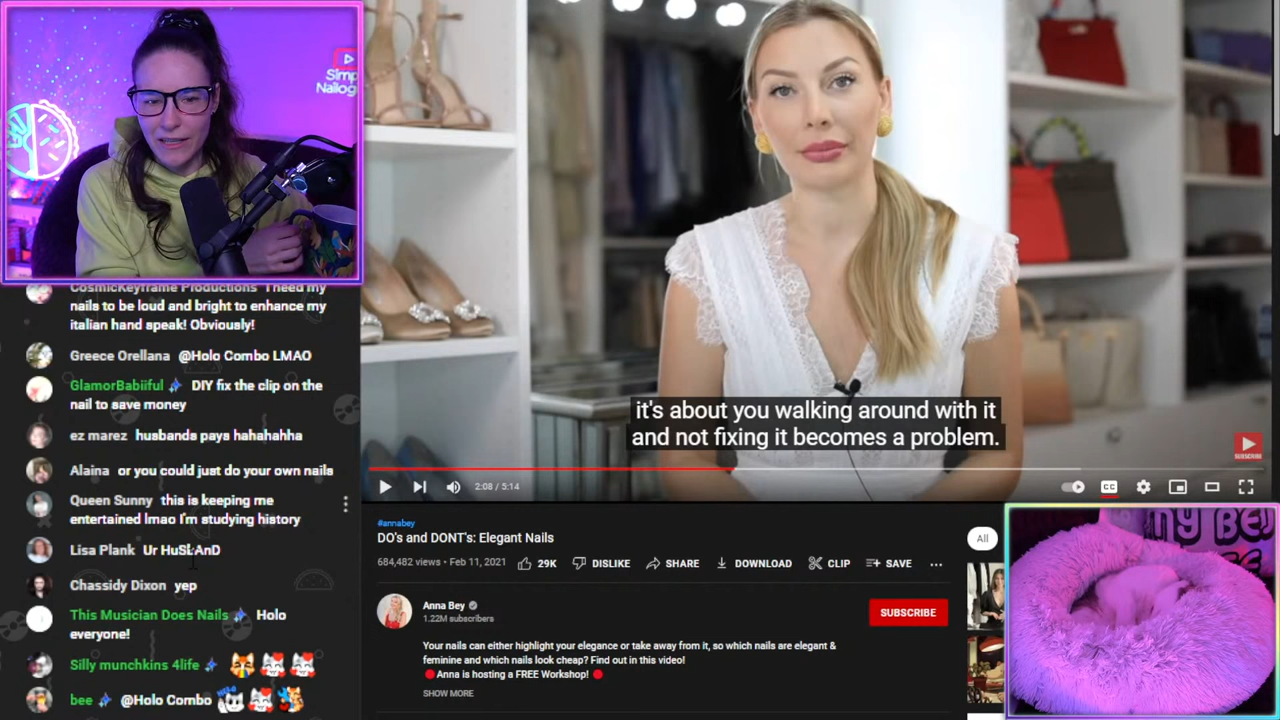 Simp
Nailog
CosmicKeyframe Productions I need my
nails to be loud and bright to enhance my
italian hand speak! Obviously!
Greece Orellana @Holo Combo LMAO
GlamorBabiiful DIY fix the clip on the
nail to save money
ez marez husbands pays hahahahha
Alaina or you could just do your own nails
Queen Sunny this is keeping me
entertained lmao I'm studying history
Lisa Plank Ur HuSbAnD
Chassidy Dixon yep
This Musician Does Nails Holo
everyone!
Silly munchkins 4life
bee @Holo Combo
it's about you walking around with it
and not fixing it becomes a problem.
SUBSCRIBE
2:08 / 5:14
CC
#annabey
DO's and DONT's: Elegant Nails
684,482 views • Feb 11, 2021
29K
DISLIKE
SHARE
DOWNLOAD
CLIP
SAVE
Anna Bey
1.22M subscribers
SUBSCRIBE
Your nails can either highlight your elegance or take away from it, so which nails are elegant &
feminine and which nails look cheap? Find out in this video!
Anna is hosting a FREE Workshop!
SHOW MORE
All